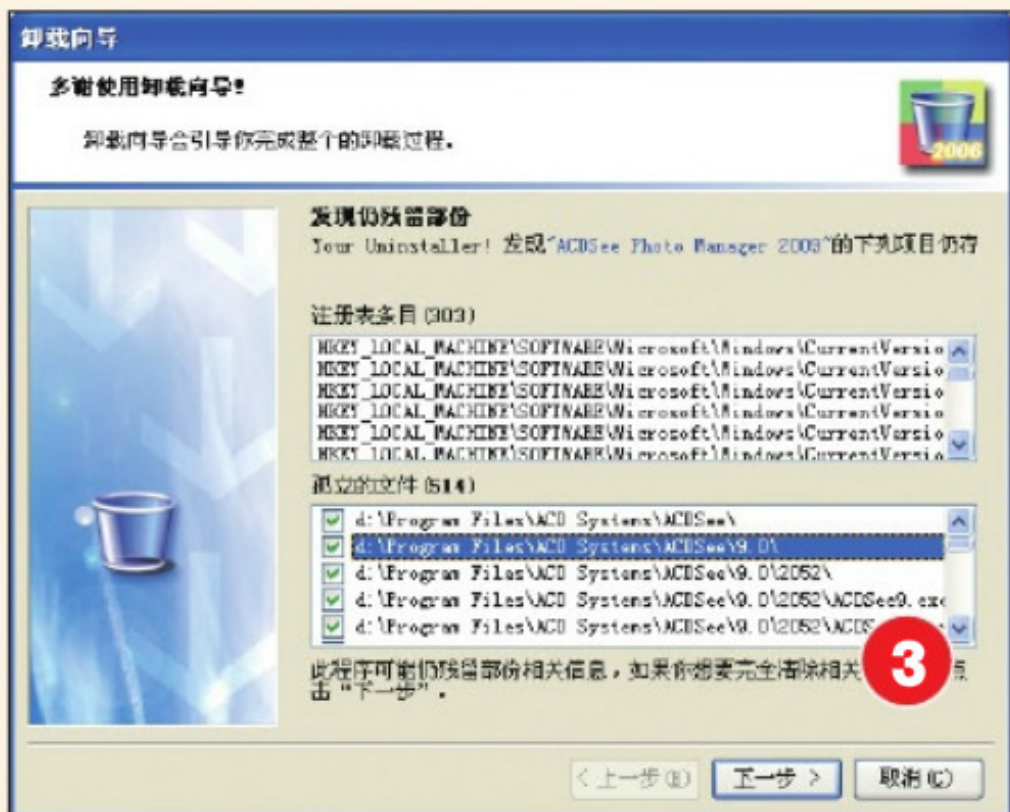 卸载向导
多谢使用卸载向导!
卸载向导会引导你完成整个的卸载过程。
2006
发现仍残留部份
Your Uninstaller! 发现"ACDSee Photo Manager 2009"的下列项目仍存
注册表条目(303)
HKEY_LOCAL_MACHINE\SOFTWARE\Microsoft\Windows\CurrentVersio
HKEY_LOCAL_MACHINE\SOFTWARE\Microsoft\Windows\CurrentVersio
HKEY_LOCAL_MACHINE\SOFTWARE\Microsoft\Windows\CurrentVersio
HKEY_LOCAL_MACHINE\SOFTWARE\Microsoft\Windows\CurrentVersio
HKEY_LOCAL_MACHINE\SOFTWARE\Microsoft\Windows\CurrentVersio
HKEY_LOCAL_MACHINE\SOFTWARE\Microsoft\Windows\CurrentVersio
孤立的文件(514)
d:\Program Files\ACD Systems\ACDSee\
d:\Program Files\ACD Systems\ACDSee\9.0\
d:\Program Files\ACD Systems\ACDSee\9.0\2052\
d:\Program Files\ACD Systems\ACDSee\9.0\2052\ACDSee9.exe
d:\Program Files\ACD Systems\ACDSee\9.0\2052\ACDS
此程序可能仍残留部份相关信息，如果你想要完全清除相关 点
击"下一步"。
3
< 上一步(B)
下一步 >
取消(C)